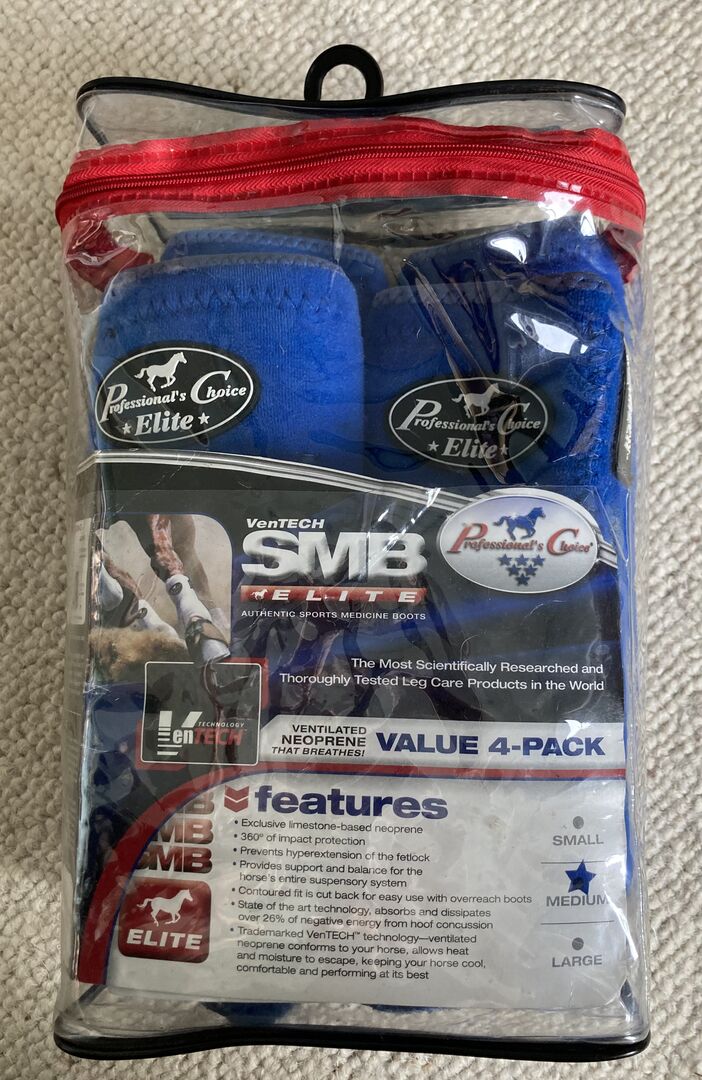 Professional's Choice
★ Elite ★
Professional's Choice
★ Elite ★
VenTECH
SMB
ELITE
AUTHENTIC SPORTS MEDICINE BOOTS
Professional's Choice®
The Most Scientifically Researched and
Thoroughly Tested Leg Care Products in the World
TECHNOLOGY
VenTECH
VENTILATED
NEOPRENE
THAT BREATHES!
VALUE 4-PACK
features
• Exclusive limestone-based neoprene
• 360º of impact protection
• Prevents hyperextension of the fetlock
• Provides support and balance for the
horse's entire suspensory system
• Contoured fit is cut back for easy use with overreach boots
• State of the art technology, absorbs and dissipates
over 26% of negative energy from hoof concussion
• Trademarked VenTECH™ technology—ventilated
neoprene conforms to your horse, allows heat
and moisture to escape, keeping your horse cool,
comfortable and performing at its best
SMB
SMB
SMB
ELITE
SMALL
MEDIUM
LARGE